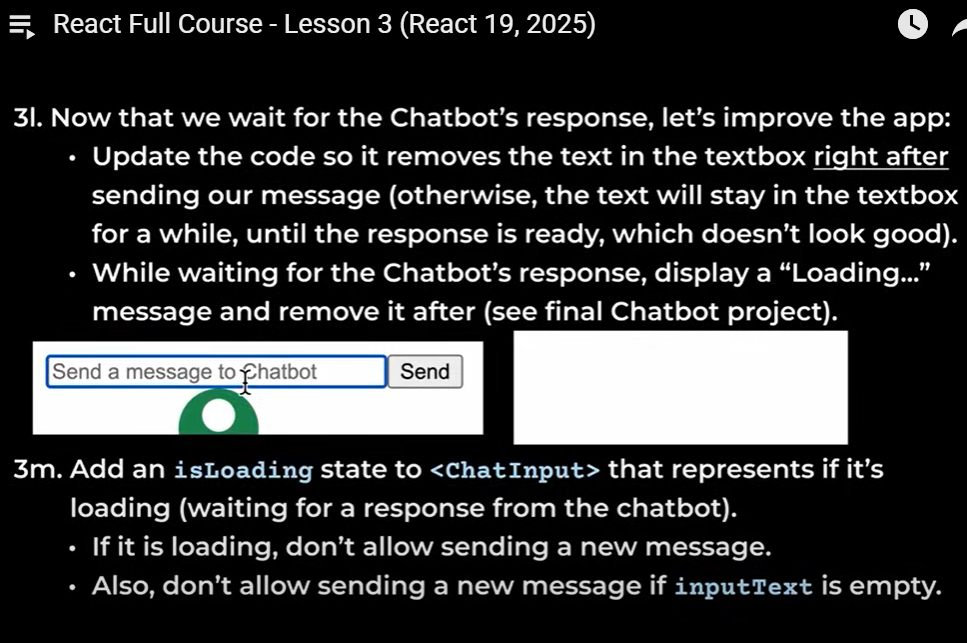 React Full Course - Lesson 3 (React 19, 2025)
3l. Now that we wait for the Chatbot's response, let's improve the app:
• Update the code so it removes the text in the textbox right after
sending our message (otherwise, the text will stay in the textbox
for a while, until the response is ready, which doesn't look good).
• While waiting for the Chatbot's response, display a “Loading...”
message and remove it after (see final Chatbot project).
Send a message to Chatbot Send
3m. Add an isLoading state to <ChatInput> that represents if it's
loading (waiting for a response from the chatbot).
• If it is loading, don't allow sending a new message.
• Also, don't allow sending a new message if inputText is empty.